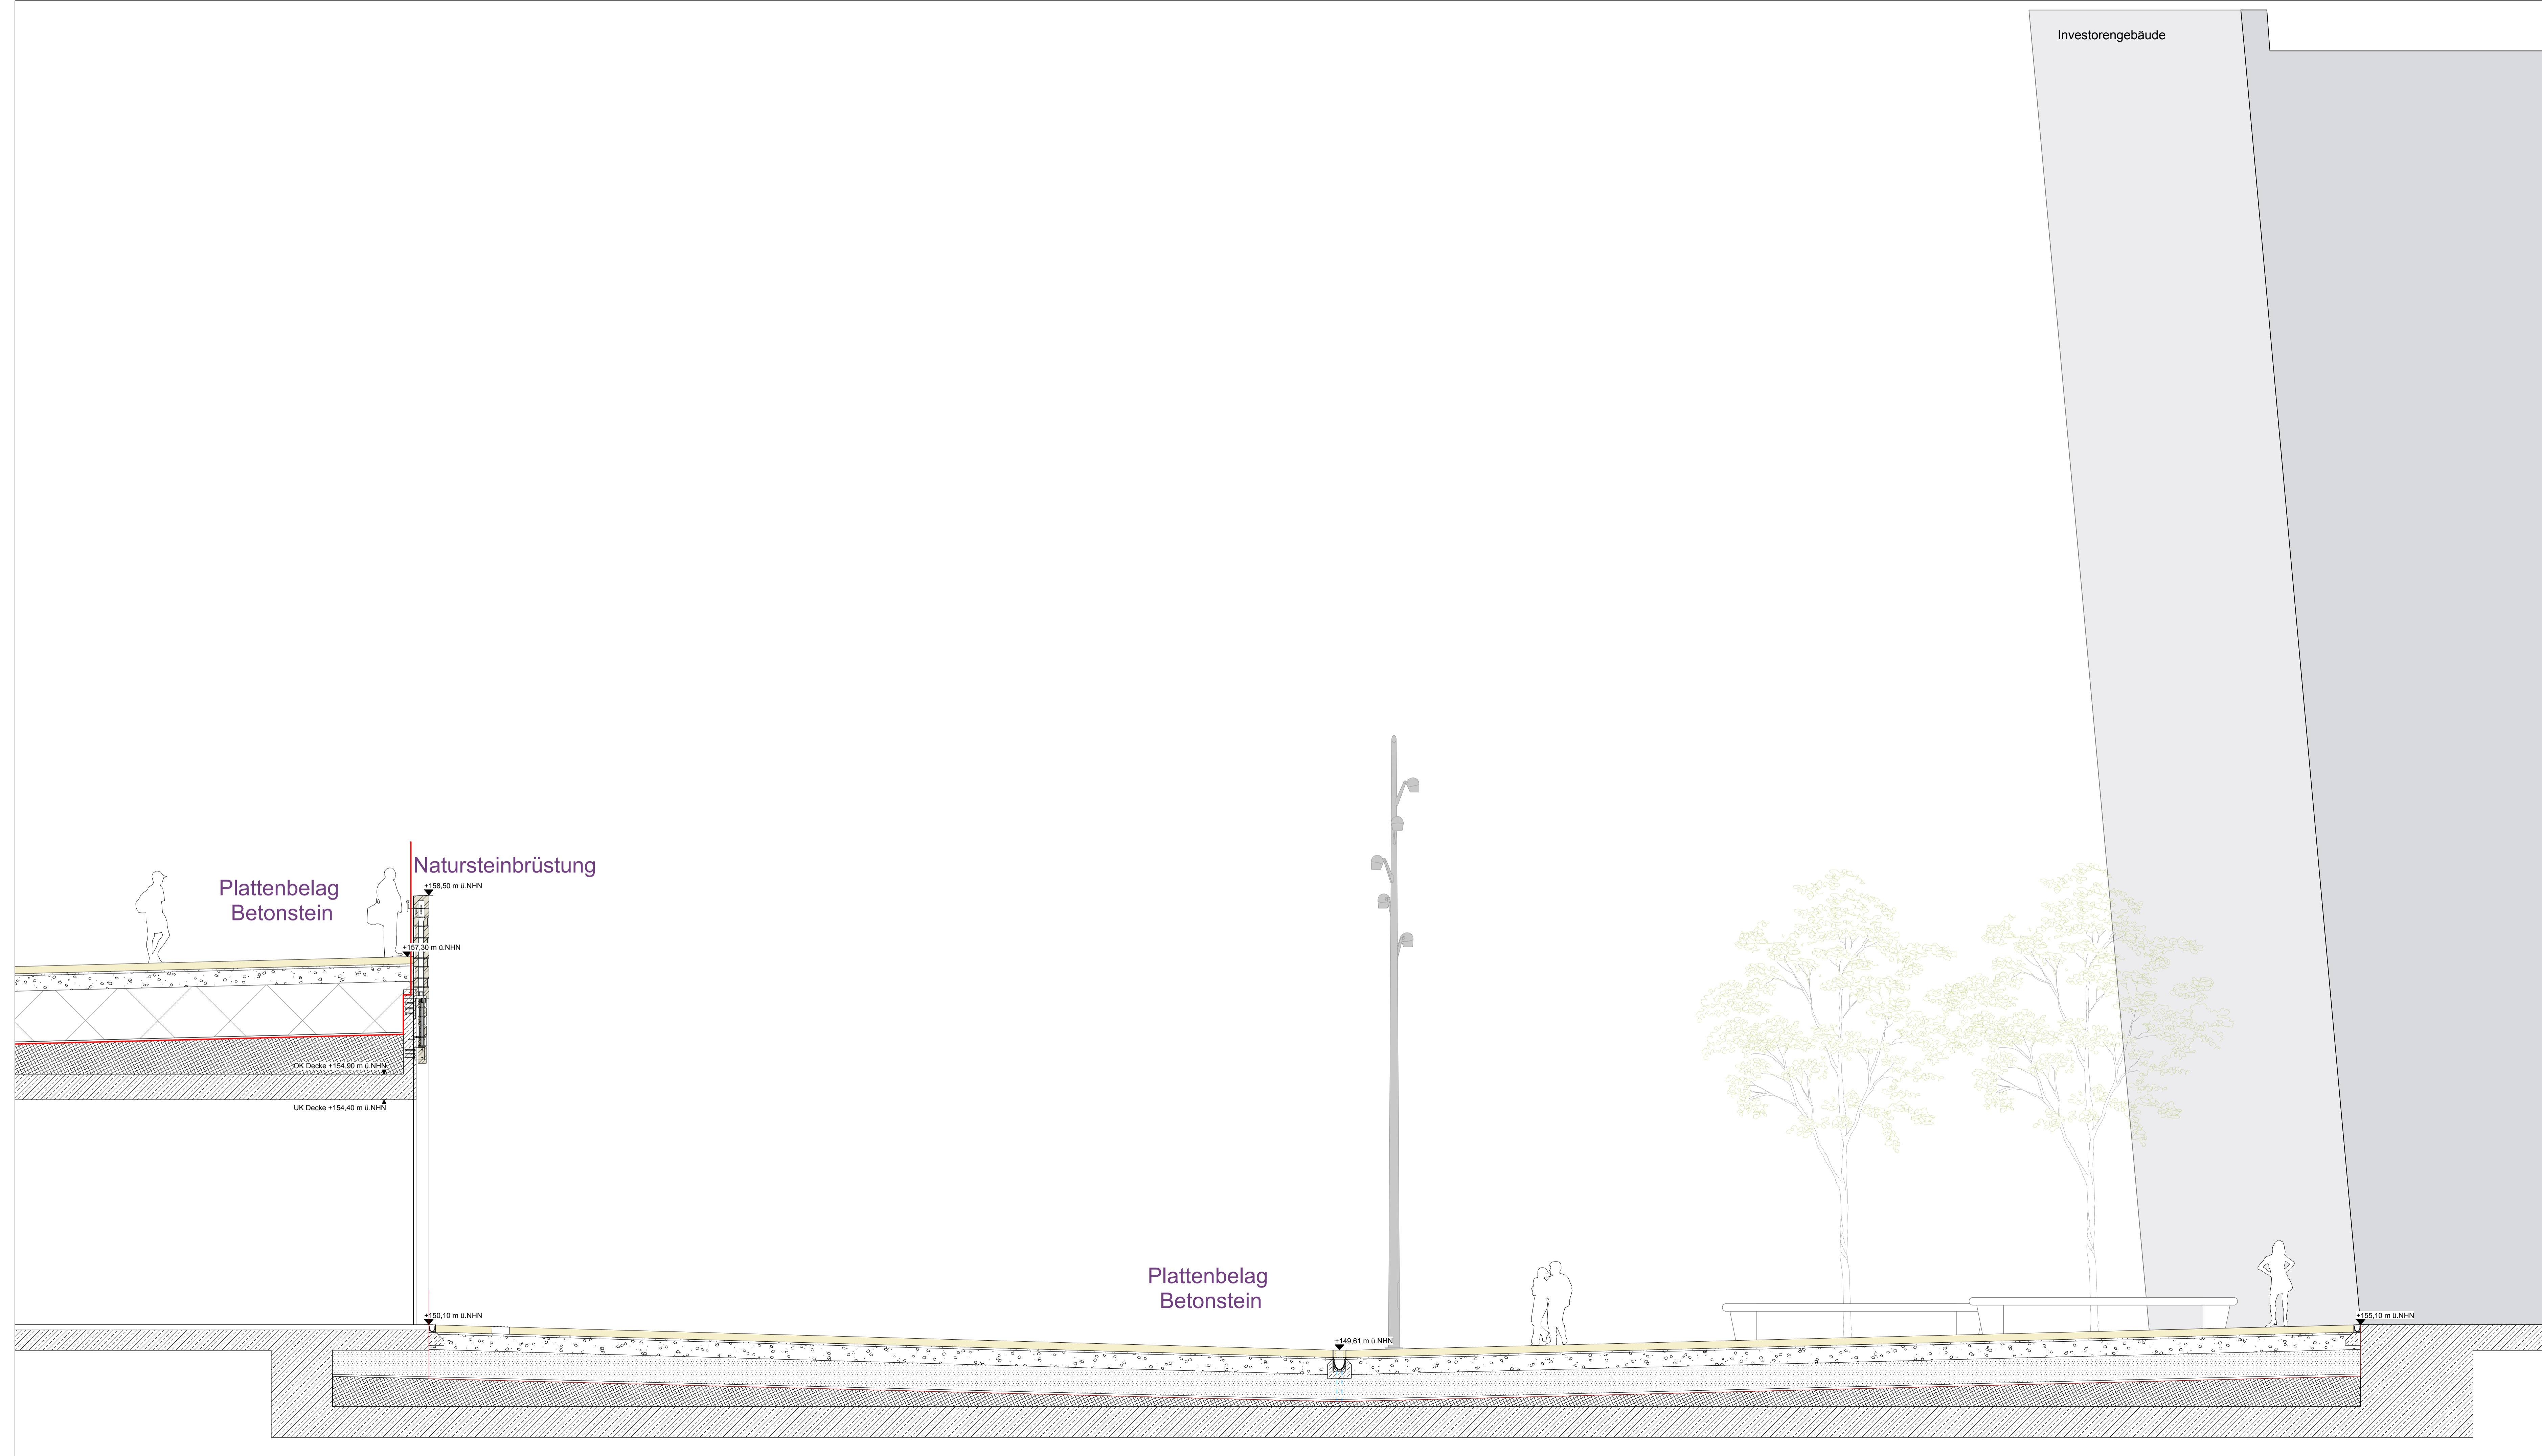 Investorengebäude
Natursteinbrüstung
Plattenbelag
Betonstein
+158,50 m ü.NHN
+157,30 m ü.NHN
OK Decke +154,90 m ü.NHN
UK Decke +154,40 m ü.NHN
Plattenbelag
Betonstein
+150,10 m ü.NHN
+149,61 m ü.NHN
+155,10 m ü.NHN